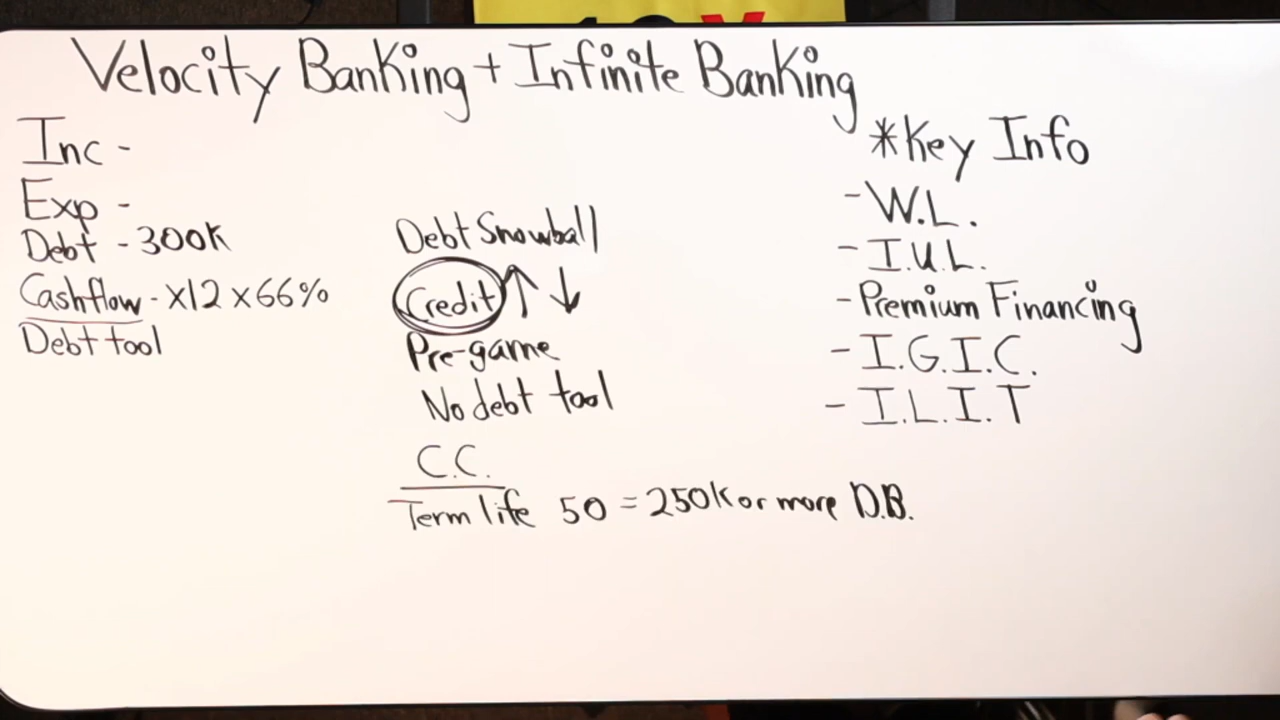 Velocity Banking + Infinite Banking
Inc -
Exp -
Debt - 300K
Cashflow - x12 x 66%
Debt tool
Debt Snowball
Credit ↑ ↓
Pre-game
No debt tool
C.C.
Term life 50 = 250K or more D.B.
*Key Info
- W.L.
- I.U.L.
- Premium Financing
- I.G.I.C.
- I.L.I.T